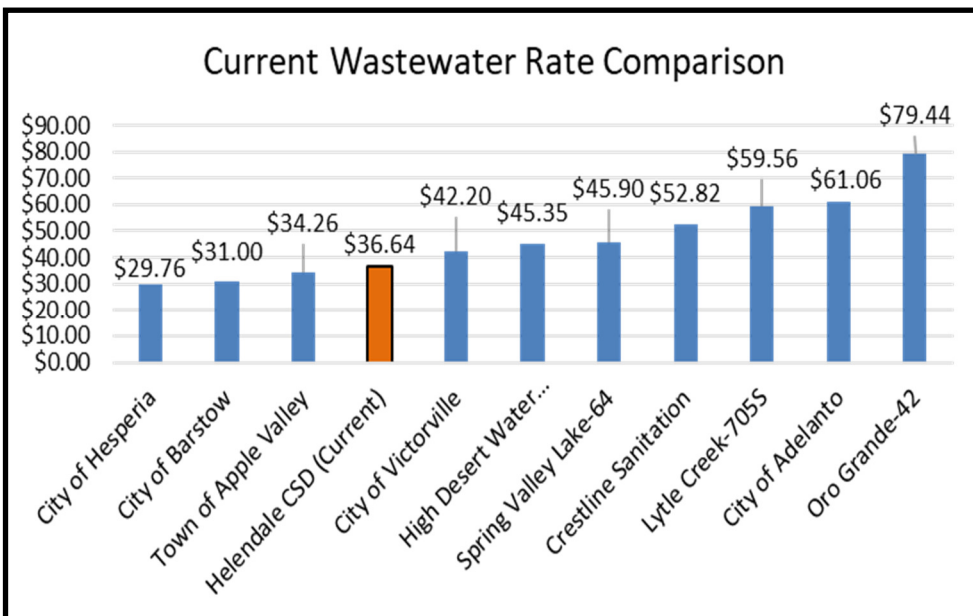 Current Wastewater Rate Comparison
$90.00
$80.00
$70.00
$60.00
$50.00
$40.00
$30.00
$20.00
$10.00
$0.00
$29.76
$31.00
$34.26
$36.64
$42.20
$45.35
$45.90
$52.82
$59.56
$61.06
$79.44
City of Hesperia
City of Barstow
Town of Apple Valley
Helendale CSD (Current)
City of Victorville
High Desert Water...
Spring Valley Lake-64
Crestline Sanitation
Lytle Creek-705S
City of Adelanto
Oro Grande-42